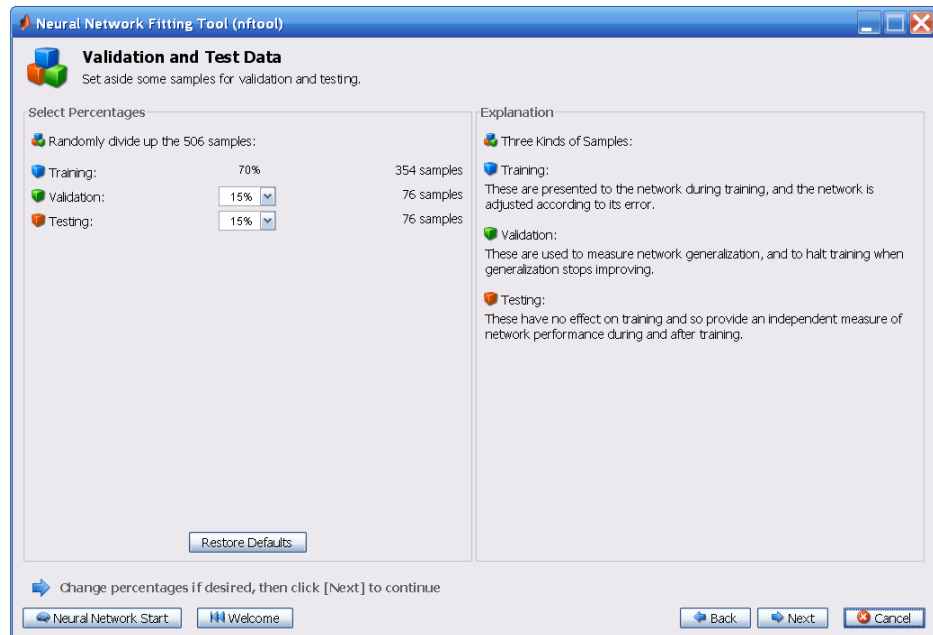 Neural Network Fitting Tool (nftool)
Validation and Test Data
Set aside some samples for validation and testing.
Select Percentages
Randomly divide up the 506 samples:
Training: 70% 354 samples
Validation: 15% 76 samples
Testing: 15% 76 samples
Restore Defaults
Explanation
Three Kinds of Samples:
Training:
These are presented to the network during training, and the network is
adjusted according to its error.
Validation:
These are used to measure network generalization, and to halt training when
generalization stops improving.
Testing:
These have no effect on training and so provide an independent measure of
network performance during and after training.
Change percentages if desired, then click [Next] to continue
Neural Network Start Welcome Back Next Cancel